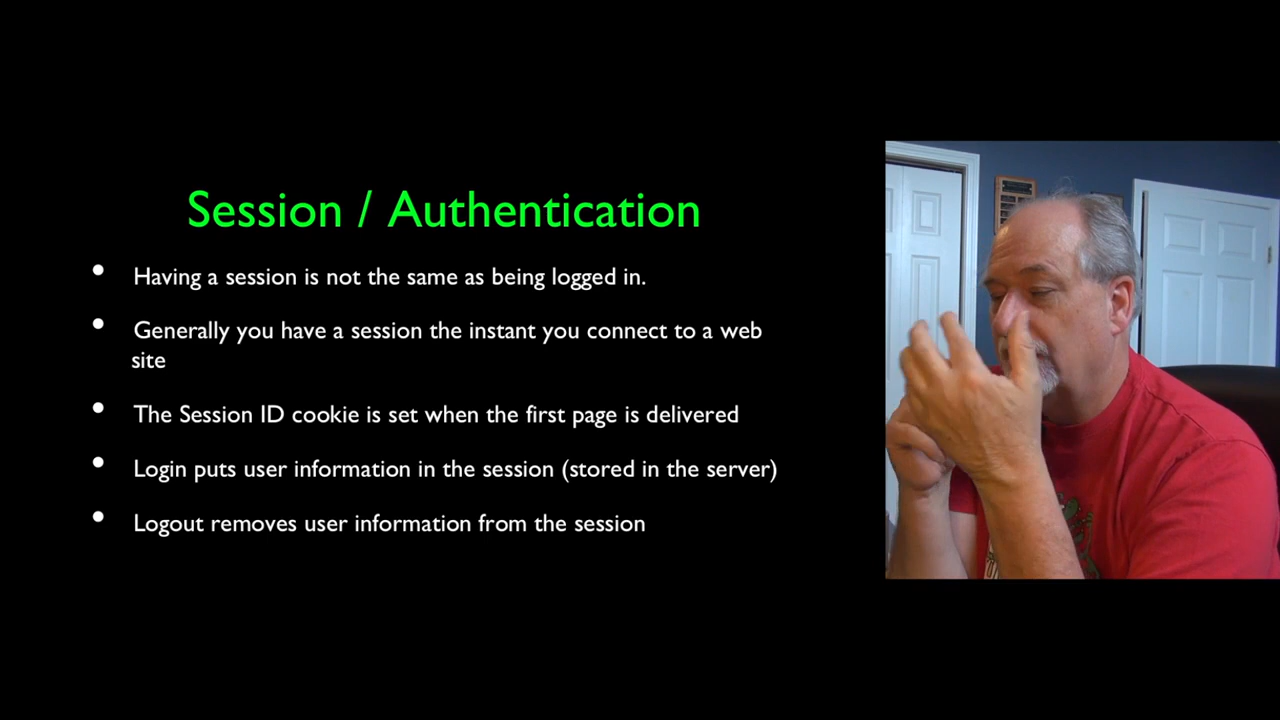 Session / Authentication
• Having a session is not the same as being logged in.
• Generally you have a session the instant you connect to a web
site
• The Session ID cookie is set when the first page is delivered
• Login puts user information in the session (stored in the server)
• Logout removes user information from the session